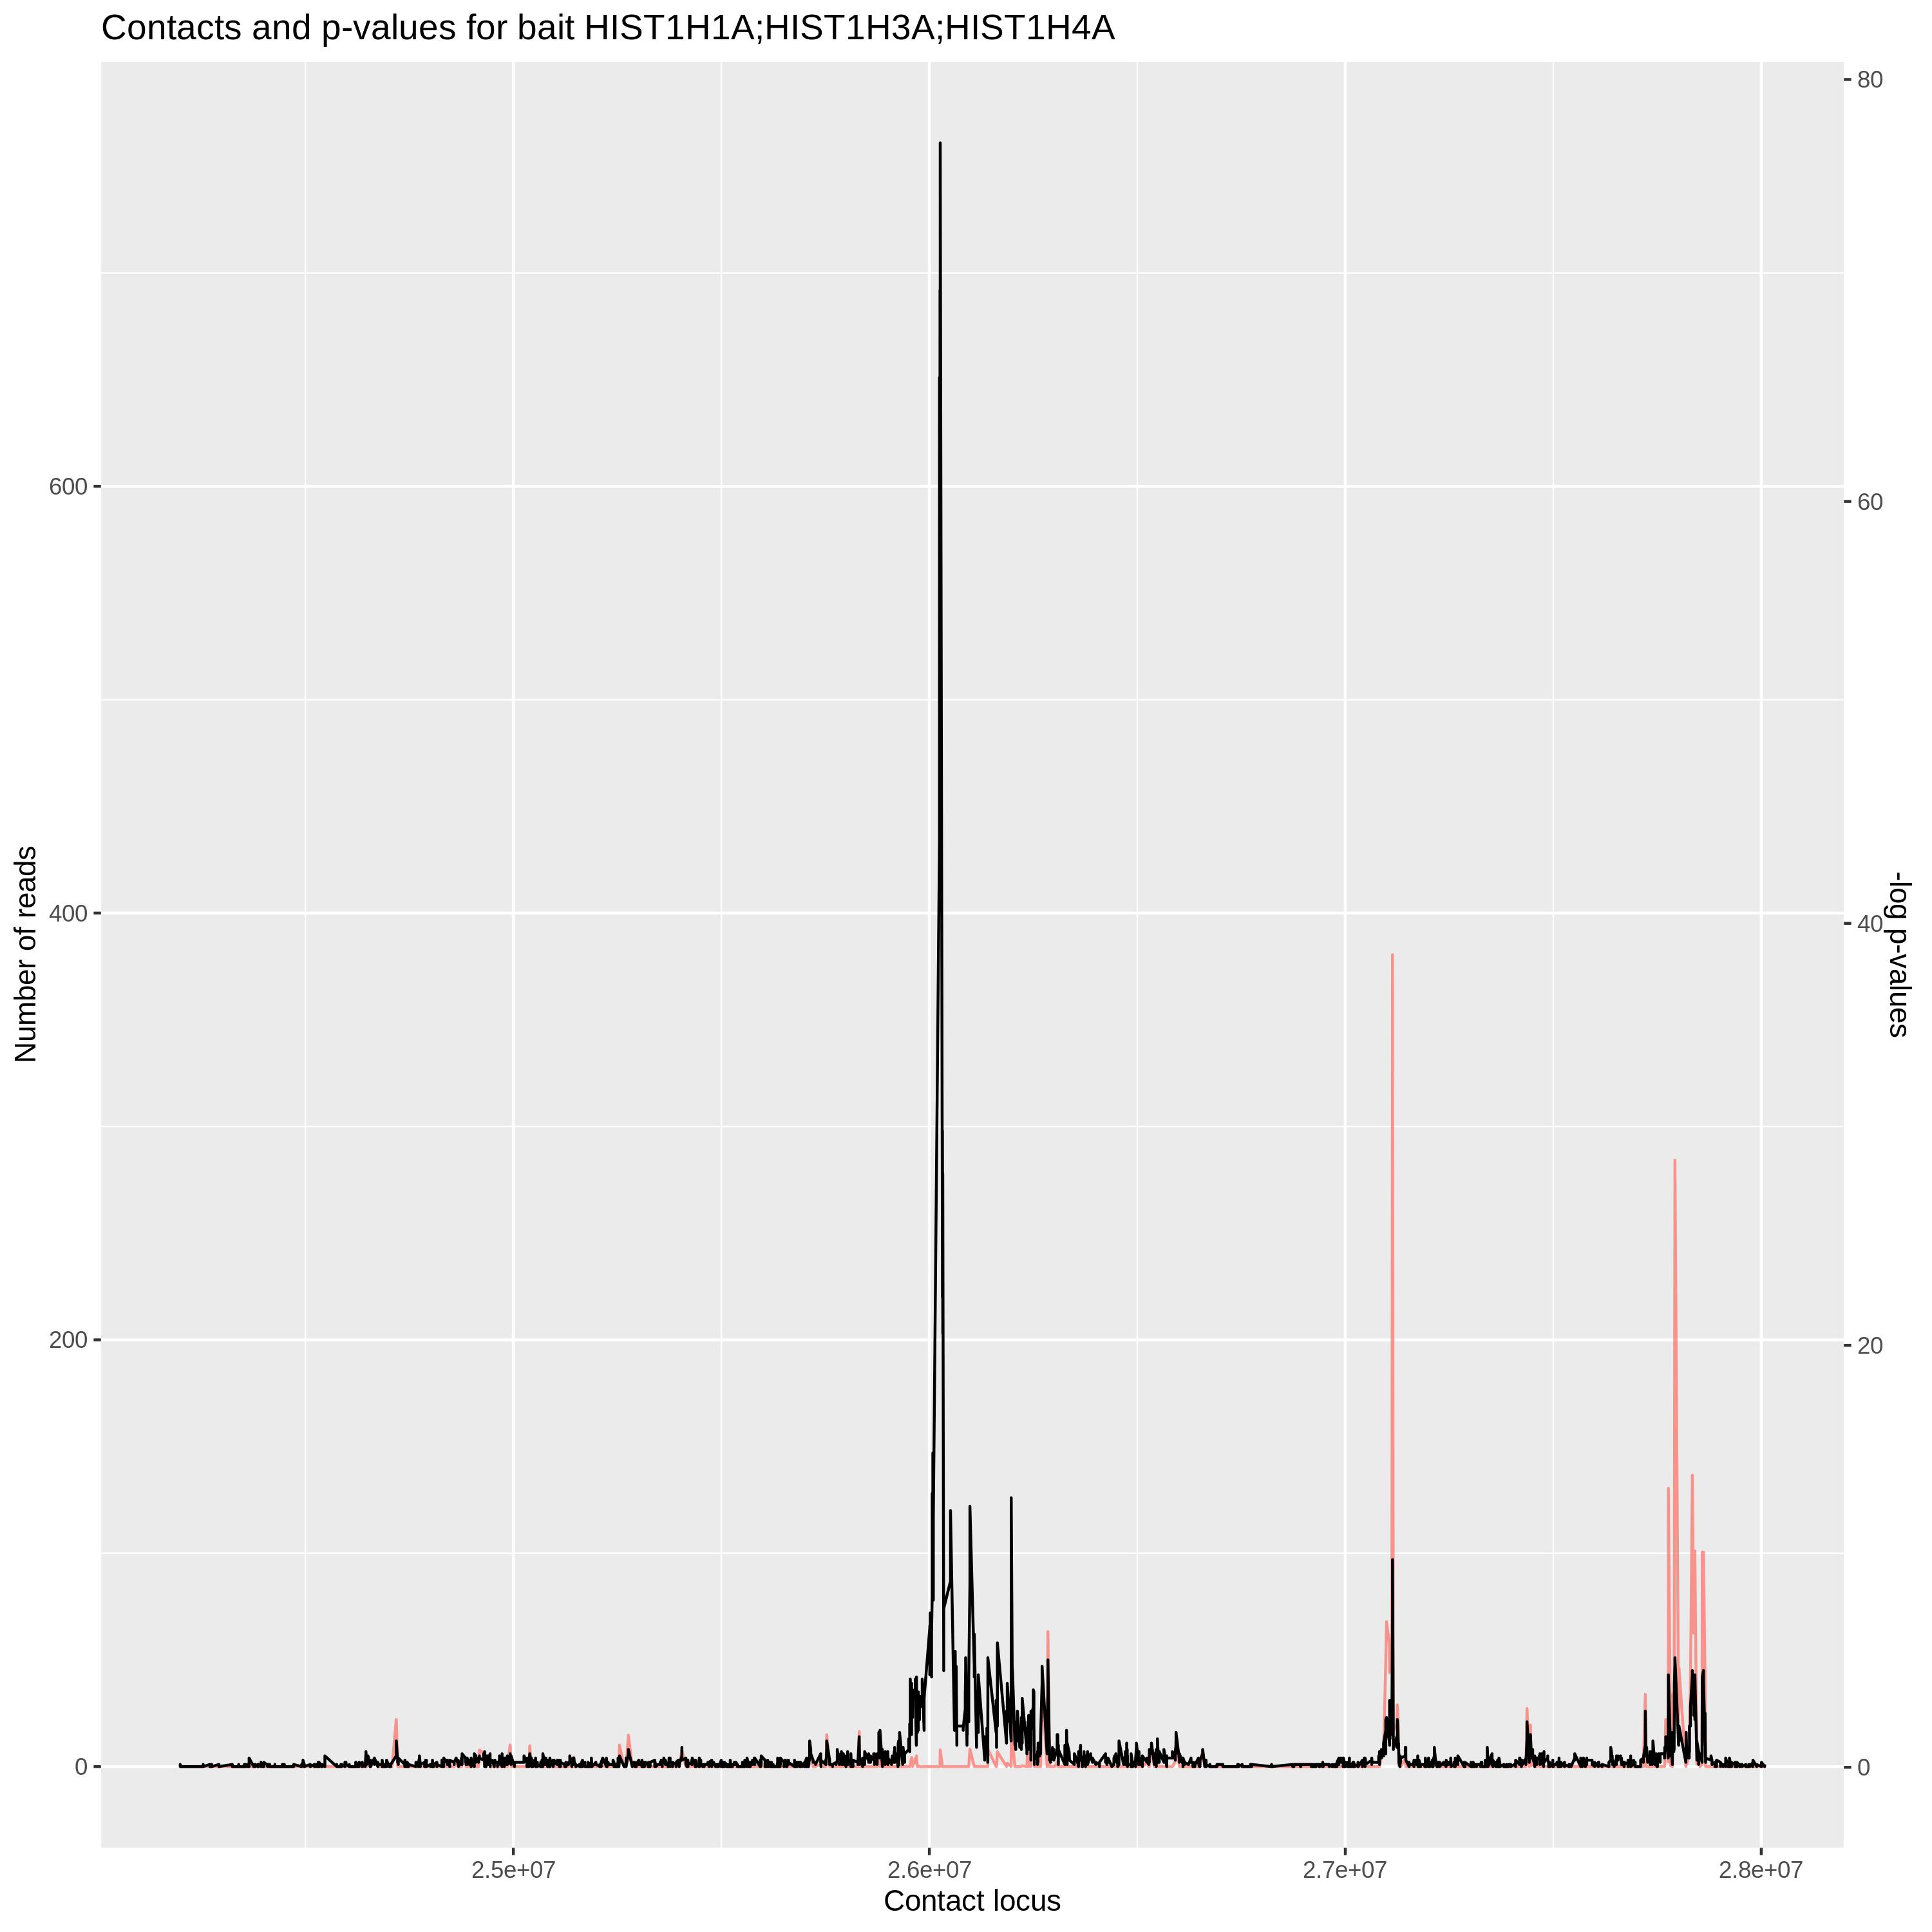 Contacts and p-values for bait HIST1H1A;HIST1H3A;HIST1H4A
Number of reads
600
400
200
0
80
60
40
20
0
-log p-values
2.5e+07 2.6e+07 2.7e+07 2.8e+07
Contact locus